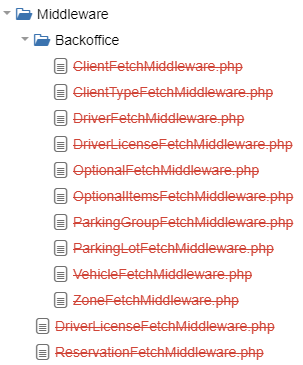 Middleware
Backoffice
ClientFetchMiddleware.php
ClientTypeFetchMiddleware.php
DriverFetchMiddleware.php
DriverLicenseFetchMiddleware.php
OptionalFetchMiddleware.php
OptionalItemsFetchMiddleware.php
ParkingGroupFetchMiddleware.php
ParkingLotFetchMiddleware.php
VehicleFetchMiddleware.php
ZoneFetchMiddleware.php
DriverLicenseFetchMiddleware.php
ReservationFetchMiddleware.php